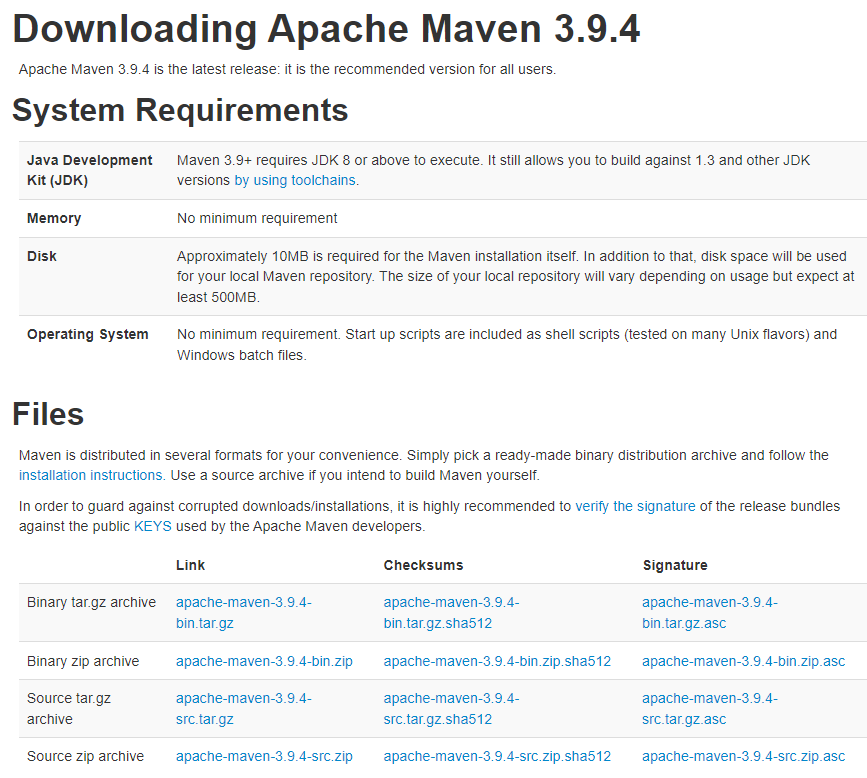 Downloading Apache Maven 3.9.4
Apache Maven 3.9.4 is the latest release: it is the recommended version for all users.
System Requirements
Java Development Kit (JDK)
Maven 3.9+ requires JDK 8 or above to execute. It still allows you to build against 1.3 and other JDK
versions by using toolchains.
Memory
No minimum requirement
Disk
Approximately 10MB is required for the Maven installation itself. In addition to that, disk space will be used
for your local Maven repository. The size of your local repository will vary depending on usage but expect at
least 500MB.
Operating System
No minimum requirement. Start up scripts are included as shell scripts (tested on many Unix flavors) and
Windows batch files.
Files
Maven is distributed in several formats for your convenience. Simply pick a ready-made binary distribution archive and follow the
installation instructions. Use a source archive if you intend to build Maven yourself.
In order to guard against corrupted downloads/installations, it is highly recommended to verify the signature of the release bundles
against the public KEYS used by the Apache Maven developers.
Link Checksums Signature
Binary tar.gz archive apache-maven-3.9.4- apache-maven-3.9.4- apache-maven-3.9.4-
bin.tar.gz bin.tar.gz.sha512 bin.tar.gz.asc
Binary zip archive apache-maven-3.9.4-bin.zip apache-maven-3.9.4-bin.zip.sha512 apache-maven-3.9.4-bin.zip.asc
Source tar.gz apache-maven-3.9.4- apache-maven-3.9.4- apache-maven-3.9.4-
archive src.tar.gz src.tar.gz.sha512 src.tar.gz.asc
Source zip archive apache-maven-3.9.4-src.zip apache-maven-3.9.4-src.zip.sha512 apache-maven-3.9.4-src.zip.asc